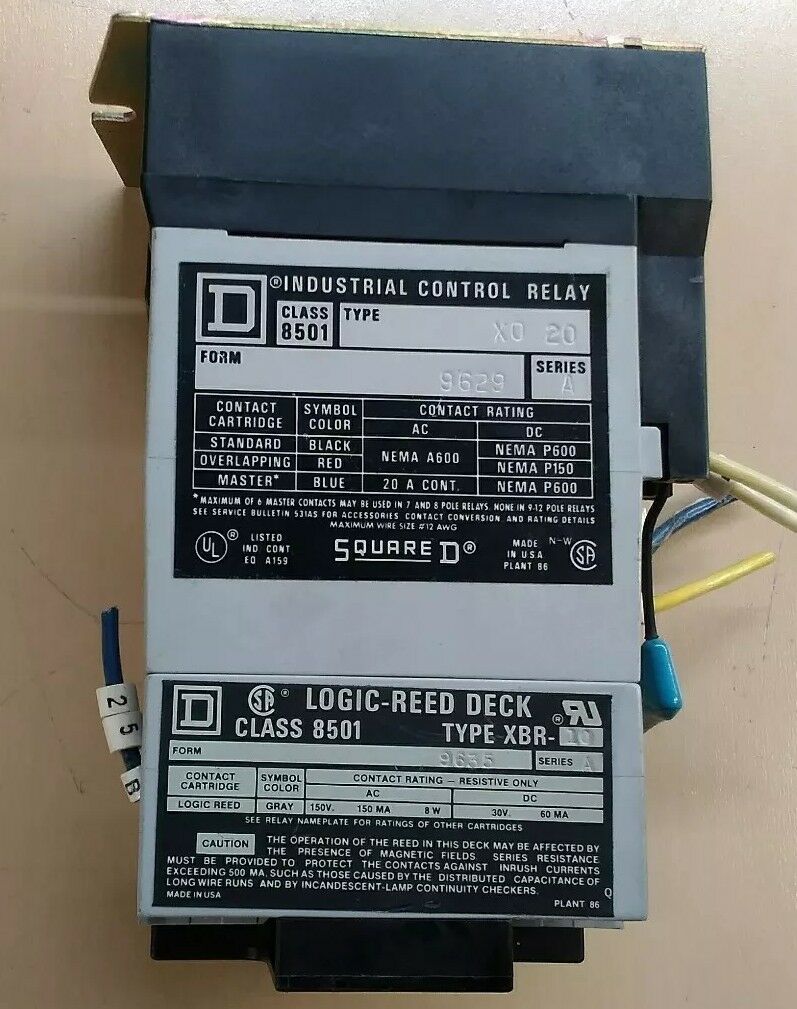 D ® INDUSTRIAL CONTROL RELAY
CLASS 8501 TYPE XO 20
FORM 9629 SERIES A
CONTACT CARTRIDGE SYMBOL COLOR CONTACT RATING
AC DC
STANDARD BLACK NEMA A600 NEMA P600
OVERLAPPING RED NEMA P150
MASTER* BLUE 20 A CONT. NEMA P600
*MAXIMUM OF 6 MASTER CONTACTS MAY BE USED IN 7 AND 8 POLE RELAYS. NONE IN 9-12 POLE RELAYS
SEE SERVICE BULLETIN 531AS FOR ACCESSORIES CONTACT CONVERSION AND RATING DETAILS
MAXIMUM WIRE SIZE #12 AWG
UL ® LISTED
IND CONT
EQ A159
SQUARE D ®
MADE IN U.S.A
PLANT 86
N-W
SA
2 5 8
D SA ® LOGIC-REED DECK ® RU
CLASS 8501 TYPE XBR-10
FORM 9635 SERIES A
CONTACT CARTRIDGE SYMBOL COLOR CONTACT RATING – RESISTIVE ONLY
AC DC
LOGIC REED GRAY 150V. 150 MA 8 W 30V. 60 MA
SEE RELAY NAMEPLATE FOR RATINGS OF OTHER CARTRIDGES
CAUTION THE OPERATION OF THE REED IN THIS DECK MAY BE AFFECTED BY
THE PRESENCE OF MAGNETIC FIELDS SERIES RESISTANCE
MUST BE PROVIDED TO PROTECT THE CONTACTS AGAINST INRUSH CURRENTS
EXCEEDING 500 MA. SUCH AS THOSE CAUSED BY THE DISTRIBUTED CAPACITANCE OF
LONG WIRE RUNS AND BY INCANDESCENT-LAMP CONTINUITY CHECKERS. Q
MADE IN USA PLANT 86